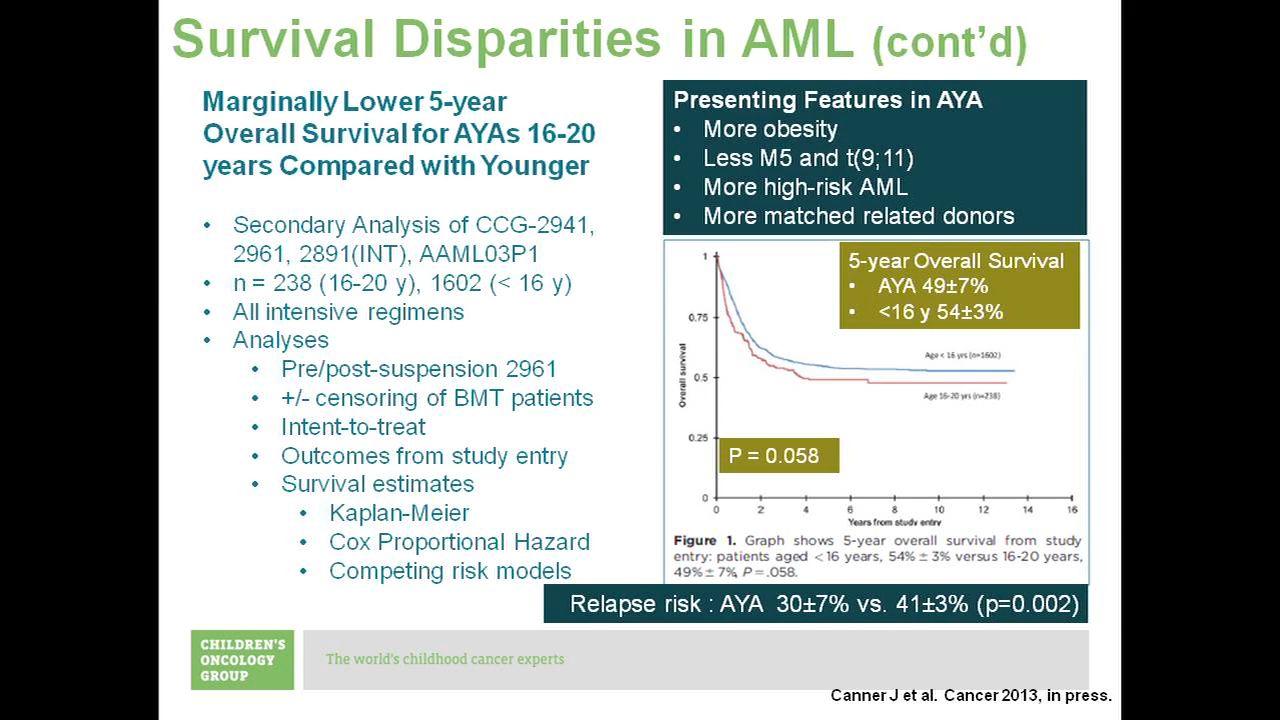 Survival Disparities in AML (cont'd)
Marginally Lower 5-year
Overall Survival for AYAs 16-20
years Compared with Younger
• Secondary Analysis of CCG-2941,
2961, 2891(INT), AAML03P1
• n = 238 (16-20 y), 1602 (< 16 y)
• All intensive regimens
• Analyses
• Pre/post-suspension 2961
• +/- censoring of BMT patients
• Intent-to-treat
• Outcomes from study entry
• Survival estimates
• Kaplan-Meier
• Cox Proportional Hazard
• Competing risk models
Presenting Features in AYA
• More obesity
• Less M5 and t(9;11)
• More high-risk AML
• More matched related donors
5-year Overall Survival
• AYA 49±7%
• <16 y 54±3%
1
0.75
0.5
0.25
0
Overall survival
Age < 16 yrs (n=1602)
Age 16-20 yrs (n=238)
P = 0.058
0 2 4 6 8 10 12 14 16
Years from study entry
Figure 1. Graph shows 5-year overall survival from study
entry: patients aged <16 years, 54% ± 3% versus 16-20 years,
49% ± 7%, P = .058.
Relapse risk : AYA 30±7% vs. 41±3% (p=0.002)
CHILDREN'S
ONCOLOGY
GROUP
The world's childhood cancer experts
Canner J et al. Cancer 2013, in press.